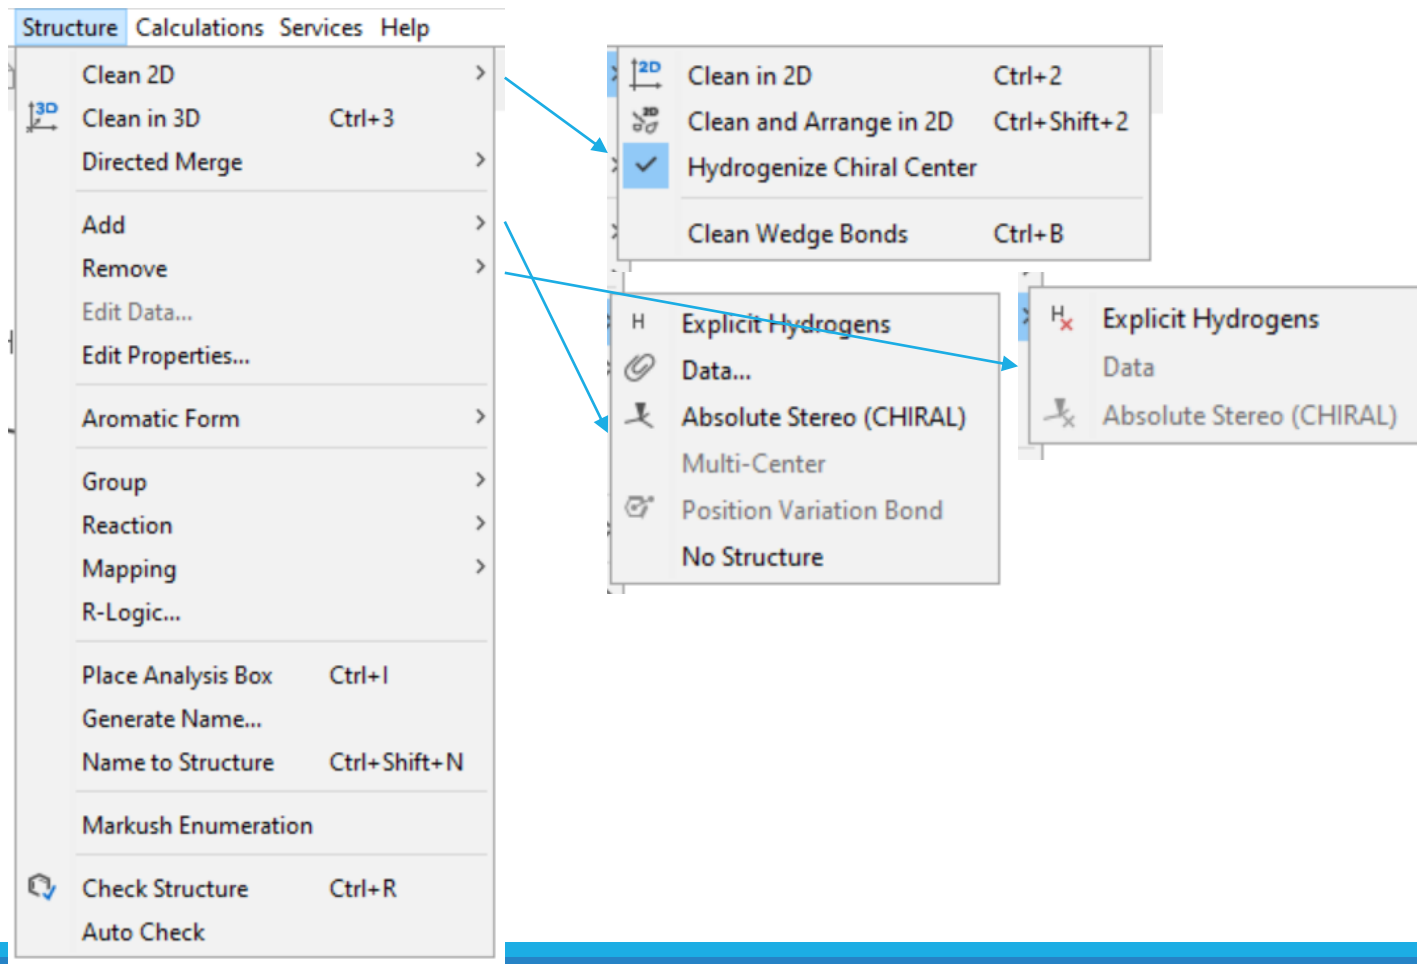 Structure Calculations Services Help
Clean 2D
Clean in 3D Ctrl+3
Directed Merge
Add
Remove
Edit Data...
Edit Properties...
Aromatic Form
Group
Reaction
Mapping
R-Logic...
Place Analysis Box Ctrl+I
Generate Name...
Name to Structure Ctrl+Shift+N
Markush Enumeration
Check Structure Ctrl+R
Auto Check
Clean in 2D Ctrl+2
Clean and Arrange in 2D Ctrl+Shift+2
Hydrogenize Chiral Center
Clean Wedge Bonds Ctrl+B
H Explicit Hydrogens
Data...
Absolute Stereo (CHIRAL)
Multi-Center
Position Variation Bond
No Structure
H Explicit Hydrogens
Data
Absolute Stereo (CHIRAL)